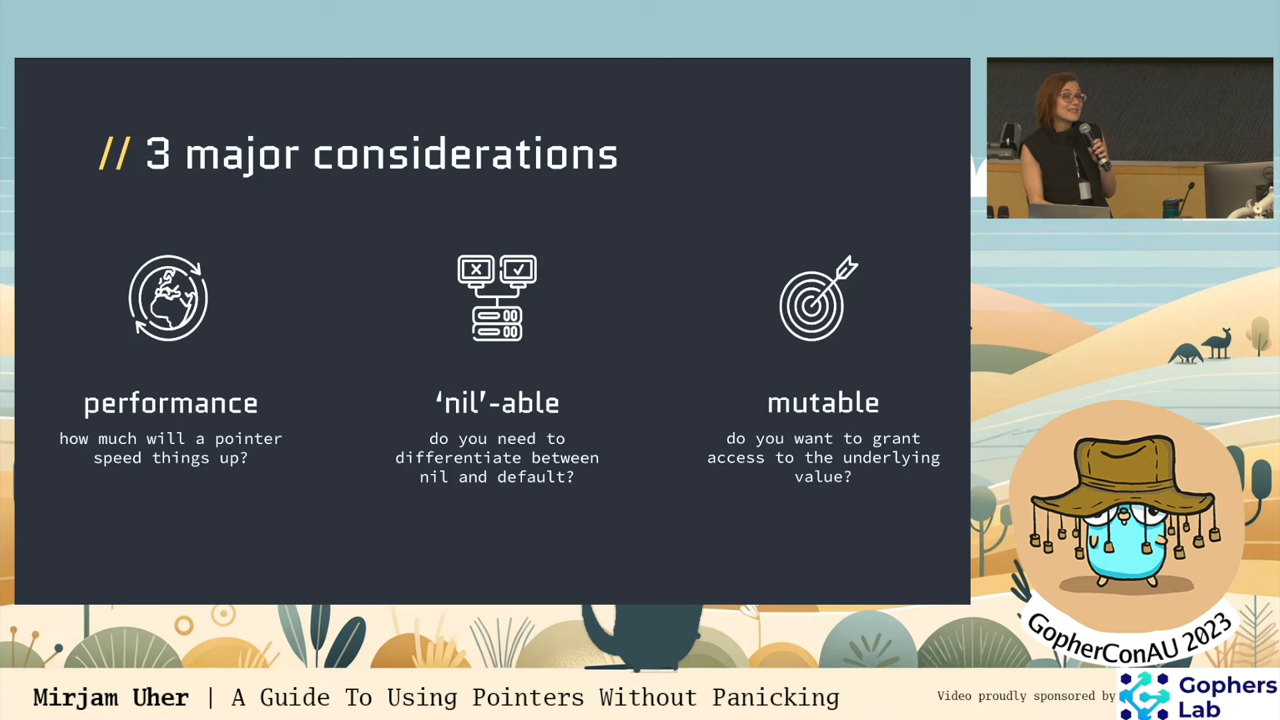 // 3 major considerations
performance
how much will a pointer
speed things up?
‘nil’-able
do you need to
differentiate between
nil and default?
mutable
do you want to grant
access to the underlying
value?
GopherConAU 2023
Mirjam Uher | A Guide To Using Pointers Without Panicking
Video proudly sponsored by
Gophers
Lab